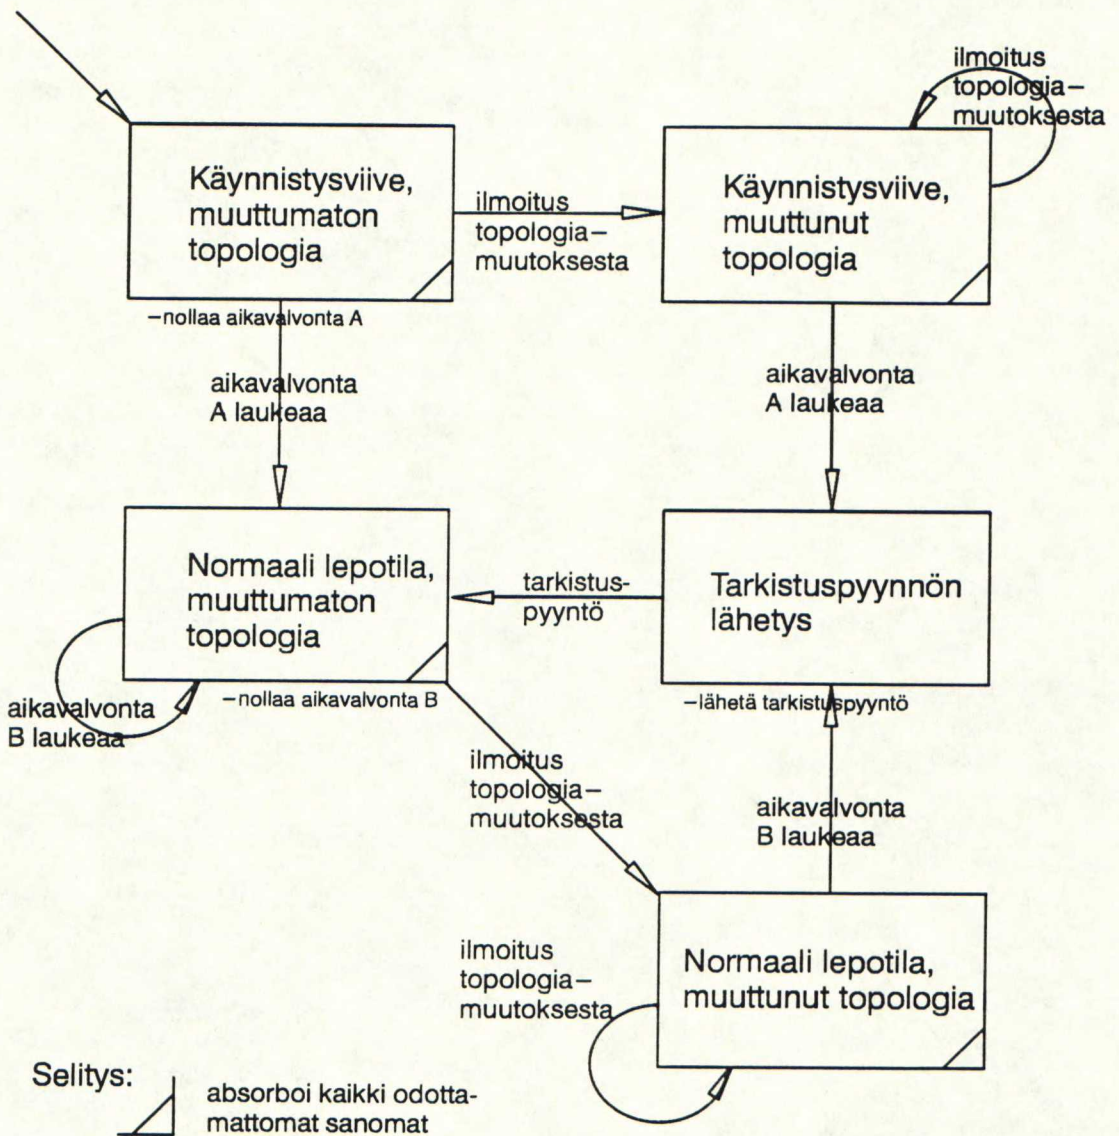 ilmoitus
topologia–
muutoksesta
Käynnistysviive,
muuttumaton
topologia
ilmoitus
topologia–
muutoksesta
Käynnistysviive,
muuttunut
topologia
–nollaa aikavalvonta A
aikavalvonta
A laukeaa
aikavalvonta
A laukeaa
Normaali lepotila,
muuttumaton
topologia
tarkistus-
pyyntö
Tarkistuspyynnön
lähetys
–nollaa aikavalvonta B
–lähetä tarkistuspyyntö
aikavalvonta
B laukeaa
ilmoitus
topologia–
muutoksesta
aikavalvonta
B laukeaa
ilmoitus
topologia–
muutoksesta
Normaali lepotila,
muuttunut topologia
Selitys:
absorboi kaikki odotta-
mattomat sanomat